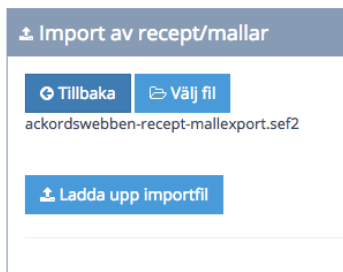 Import av recept/mallar
Tillbaka
Välj fil
ackordswebben-recept-mallexport.sef2
Ladda upp importfil